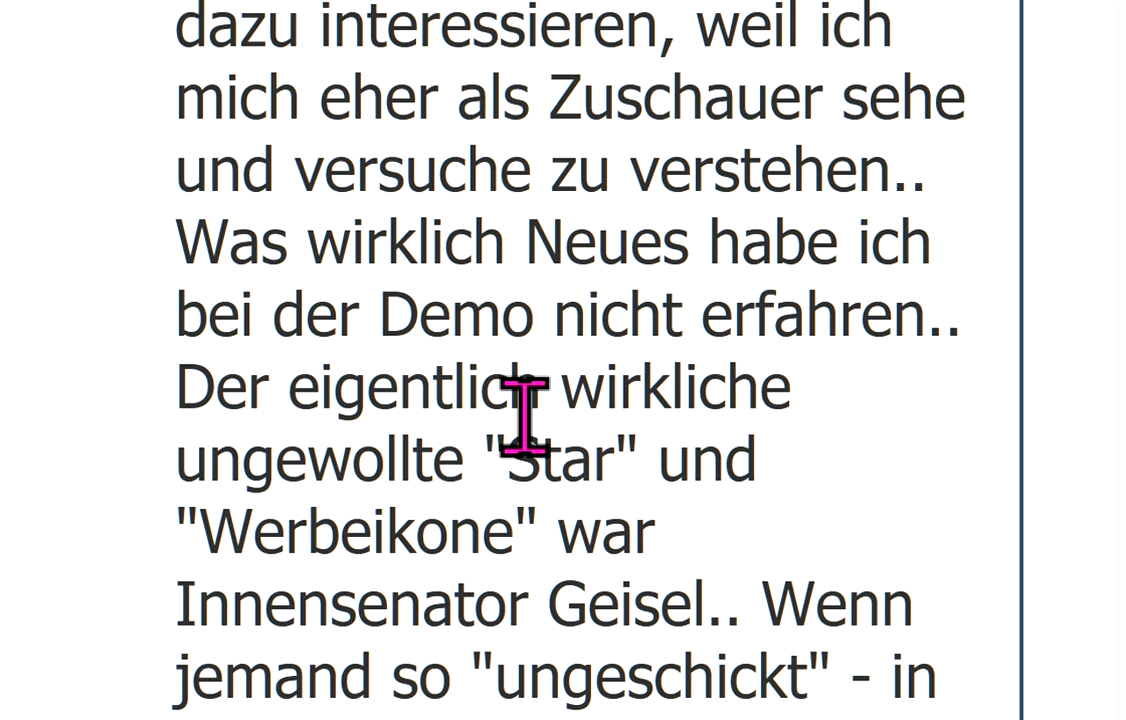 dazu interessieren, weil ich
mich eher als Zuschauer sehe
und versuche zu verstehen..
Was wirklich Neues habe ich
bei der Demo nicht erfahren..
Der eigentlich wirkliche
ungewollte "Star" und
"Werbeikone" war
Innensenator Geisel.. Wenn
jemand so "ungeschickt" - in